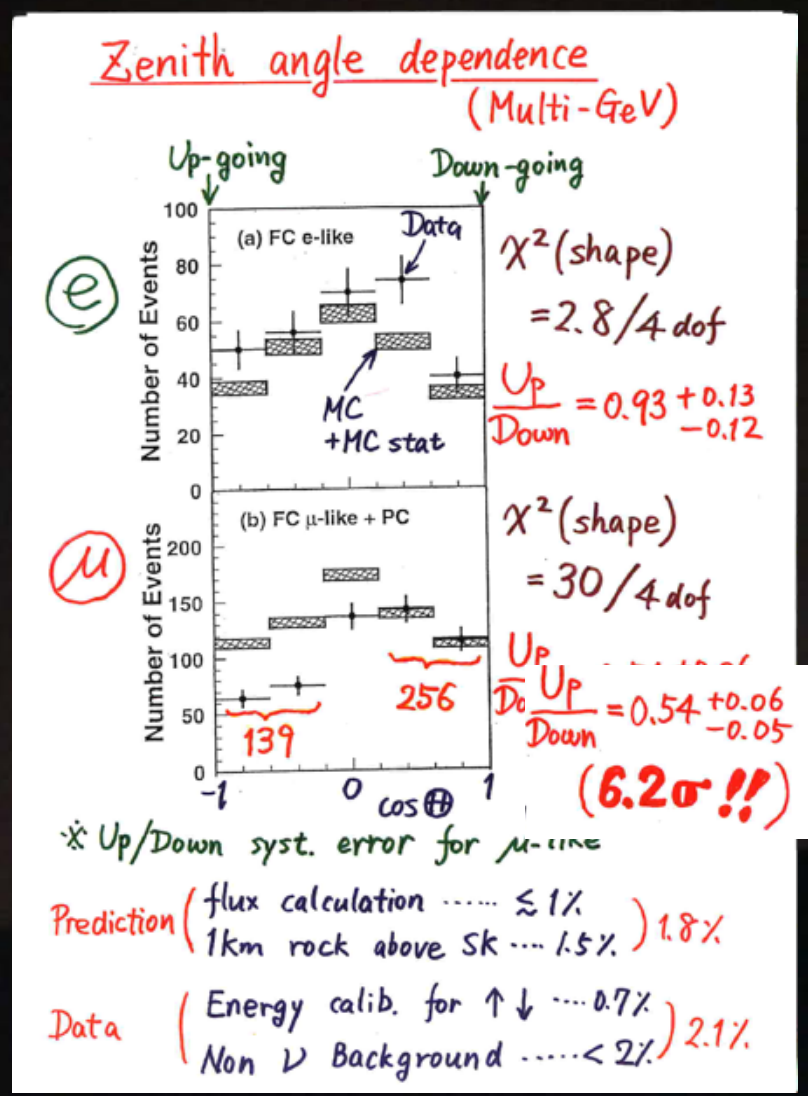 Zenith angle dependence
(Multi-GeV)
Up-going
Down-going
e
Number of Events
100
80
60
40
20
0
(a) FC e-like
Data
MC
+MC stat
χ² (shape)
= 2.8/4 dof
Up/Down = 0.93 +0.13 -0.12
μ
Number of Events
200
150
100
50
0
(b) FC μ-like + PC
139
256
-1 0 1
cos Θ
χ² (shape)
= 30/4 dof
Up
Do
Up/Down = 0.54 +0.06 -0.05
(6.2σ !!)
※ Up/Down syst. error for μ-like
Prediction ( flux calculation ...... ≲ 1%
1km rock above SK .... 1.5% ) 1.8%
Data ( Energy calib. for ↑ ↓ .... 0.7%
Non ν Background ..... < 2% ) 2.1%